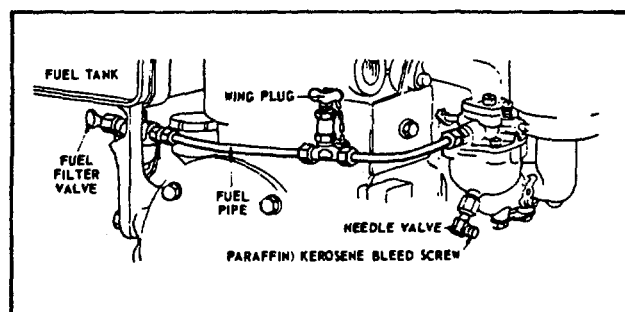 FUEL TANK
WING PLUG
FUEL
FILTER
VALVE
FUEL
PIPE
NEEDLE VALVE
PARAFFIN) KEROSENE BLEED SCREW